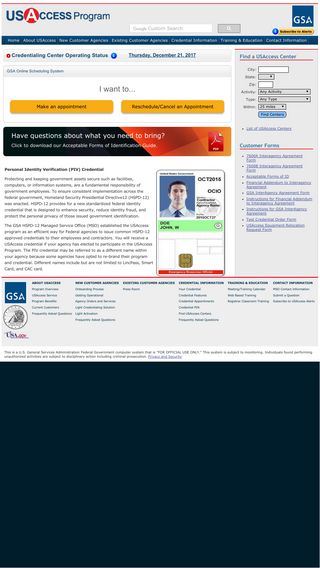 USAccess Program
Google Custom Search
GSA
Subscribe to Alerts
Home About USAccess New Customer Agencies Existing Customer Agencies Credential Information Training & Education Contact Information
Credentialing Center Operating Status Thursday, December 21, 2017
GSA Online Scheduling System
I want to...
Make an appointment
Reschedule/Cancel an Appointment
Have questions about what you need to bring?
Click to download our Acceptable Forms of Identification Guide.
Personal Identity Verification (PIV) Credential
Protecting and keeping government assets secure such as facilities,
computers, or information systems, are a fundamental responsibility of
government employees. To ensure consistent implementation across the
federal government, Homeland Security Presidential Directive12 (HSPD-12)
was enacted. HSPD-12 provides for a new standardized federal identity
credential that is designed to enhance security, reduce identity fraud, and
protect the personal privacy of those issued government identification.
The GSA HSPD-12 Managed Service Office (MSO) established the USAccess
program as an efficient way for Federal agencies to issue common HSPD-12
approved credentials to their employees and contractors. You will receive a
USAccess credential if your agency has elected to participate in the USAccess
Program. The PIV credential may be referred to as a different name within
your agency because some agencies have opted to re-brand their program
and credential. Different names include but are not limited to LincPass, Smart
Card, and CAC card.
United States Government
OCT2016
OCIO
Contractor
DOE
JOHN, W
Emergency Response Official
Find a USAccess Center
City:
State:
Zip:
Activity: Any Activity
Type: Any Type
Within: 25 miles
Find Centers
List of USAccess Centers
Customer Forms
7600A Interagency Agreement
Form
7600B Interagency Agreement
Form
Acceptable Forms of ID
Financial Addendum to Interagency
Agreement
GSA Interagency Agreement Form
Instructions for Financial Addendum
to Interagency Agreement
Instructions for GSA Interagency
Agreement Form
Test Credential Order Form
USAccess Equipment Relocation
Request Form
GSA
USA.gov
ABOUT USACCESS
Program Overview
USAccess Service
Program Benefits
Current Customers
Frequently Asked Questions
NEW CUSTOMER AGENCIES
Onboarding Process
Getting Operational
Agency Orders and Services
Light Credentialing Solution
Light Activation
Frequently Asked Questions
EXISTING CUSTOMER AGENCIES
Press Room
CREDENTIAL INFORMATION
Your Credential
Credential Features
Credential Appointments
Credential PIN
Find USAccess Centers
Frequently Asked Questions
TRAINING & EDUCATION
Meeting/Training Calendar
Web Based Training
Registrar Classroom Training
CONTACT INFORMATION
MSO Contact Information
Submit a Question
Subscribe to USAccess Alerts
This is a U.S. General Services Administration Federal Government computer system that is "FOR OFFICIAL USE ONLY." This system is subject to monitoring. Individuals found performing
unauthorized activities are subject to disciplinary action including criminal prosecution. Privacy and Security